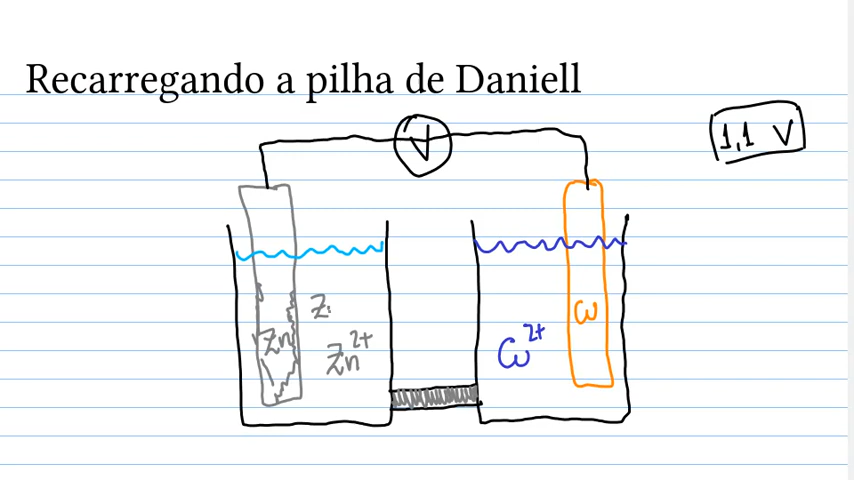 Recarregando a pilha de Daniell
V
1,1 V
Z
Zn
Zn²⁺
Cu²⁺
Cu